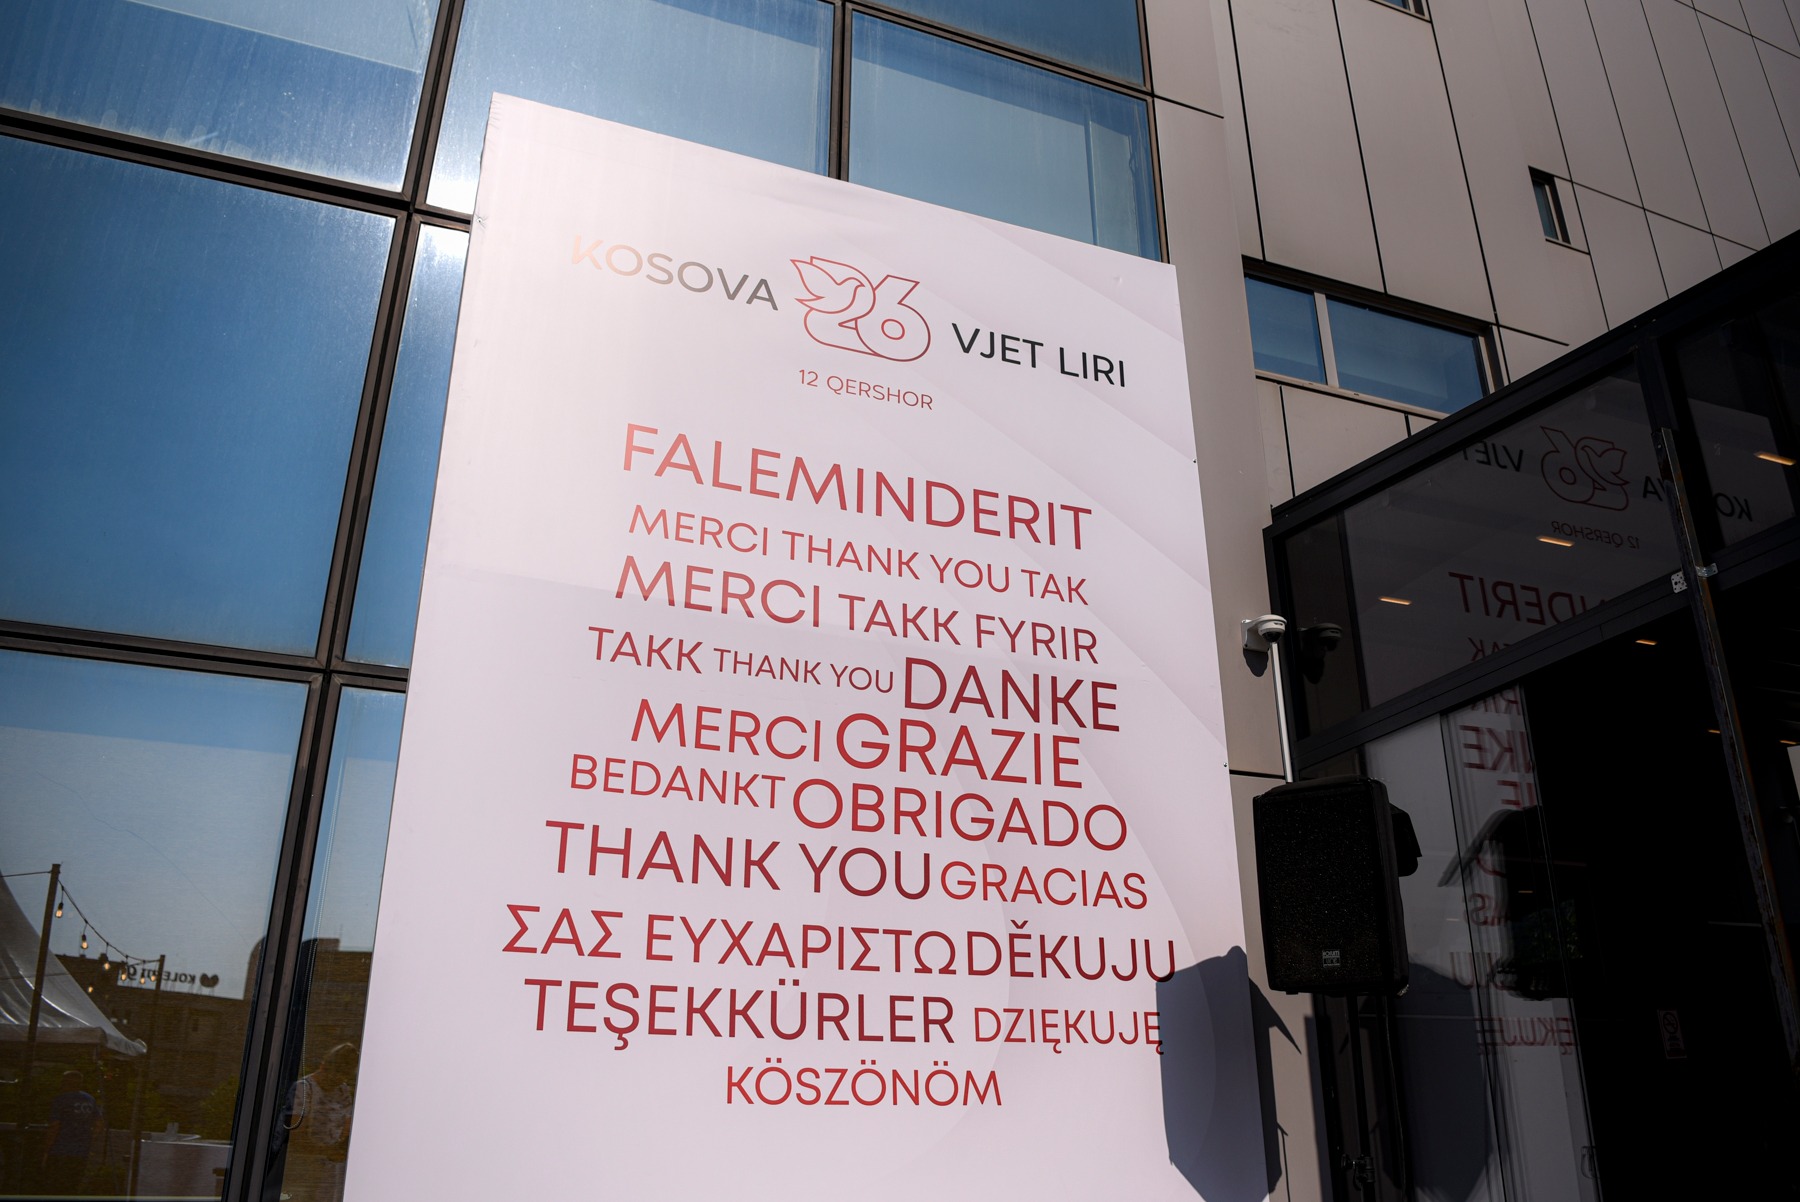 KOSOVA 26 VJET LIRI
12 QERSHOR
FALEMINDERIT
MERCI THANK YOU TAK
MERCI TAKK FYRIR
TAKK THANK YOU DANKE
MERCI GRAZIE
BEDANKT OBRIGADO
THANK YOU GRACIAS
ΣΑΣ ΕΥΧΑΡΙΣΤΩ DĚKUJU
TEŞEKKÜRLER DZIĘKUJĘ
KÖSZÖNÖM